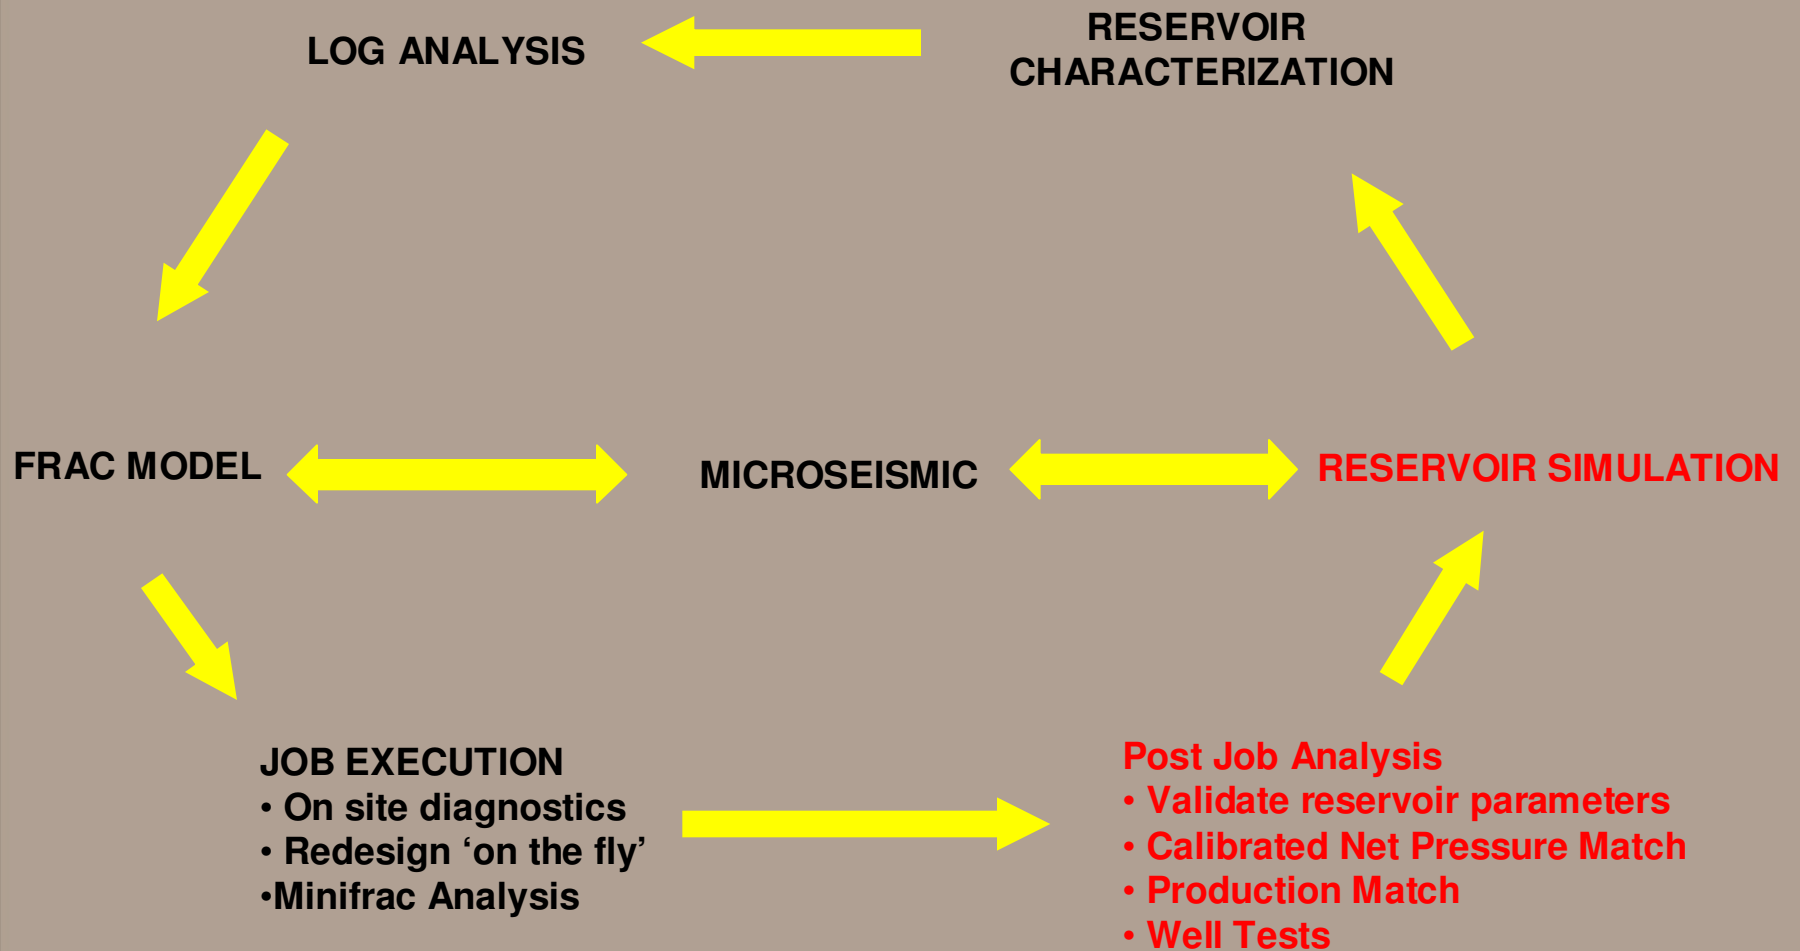 LOG ANALYSIS
RESERVOIR
CHARACTERIZATION
FRAC MODEL
MICROSEISMIC
RESERVOIR SIMULATION
JOB EXECUTION
• On site diagnostics
• Redesign ‘on the fly’
•Minifrac Analysis
Post Job Analysis
• Validate reservoir parameters
• Calibrated Net Pressure Match
• Production Match
• Well Tests